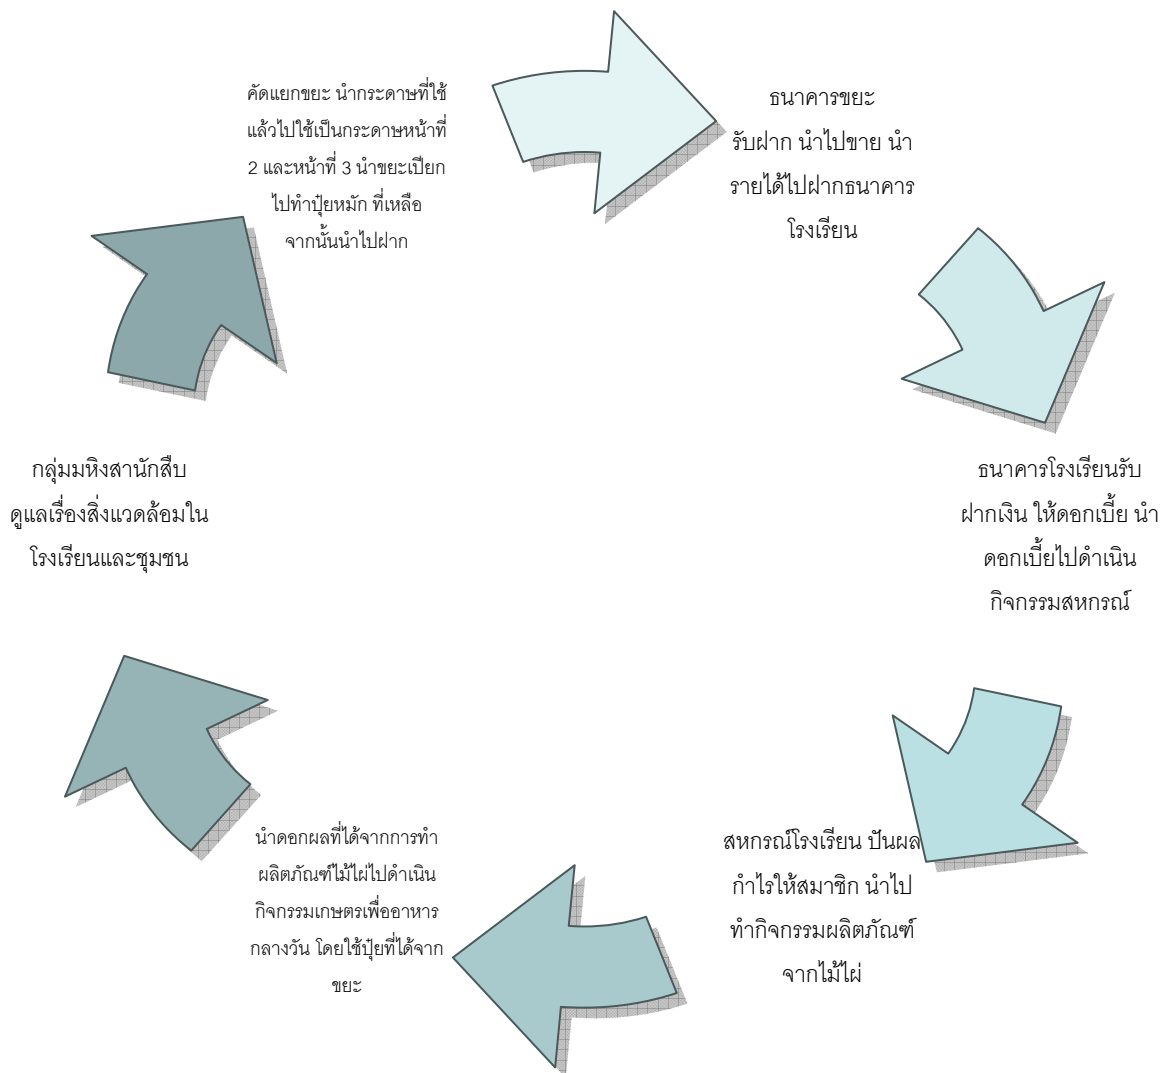 คัดแยกขยะ นำกระดาษที่ใช้
แล้วไปใช้เป็นกระดาษหน้าที่
2 และหน้าที่ 3 นำขยะเปียก
ไปทำปุ๋ยหมัก ที่เหลือ
จากนั้นนำไปฝาก
ธนาคารขยะ
รับฝาก นำไปขาย นำ
รายได้ไปฝากธนาคาร
โรงเรียน
ธนาคารโรงเรียนรับ
ฝากเงิน ให้ดอกเบี้ย นำ
ดอกเบี้ยไปดำเนิน
กิจกรรมสหกรณ์
สหกรณ์โรงเรียน ปันผล
กำไรให้สมาชิก นำไป
ทำกิจกรรมผลิตภัณฑ์
จากไม้ไผ่
นำดอกผลที่ได้จากการทำ
ผลิตภัณฑ์ไม้ไผ่ไปดำเนิน
กิจกรรมเกษตรเพื่ออาหาร
กลางวัน โดยใช้ปุ๋ยที่ได้จาก
ขยะ
กลุ่มมหิงสานักสืบ
ดูแลเรื่องสิ่งแวดล้อมใน
โรงเรียนและชุมชน